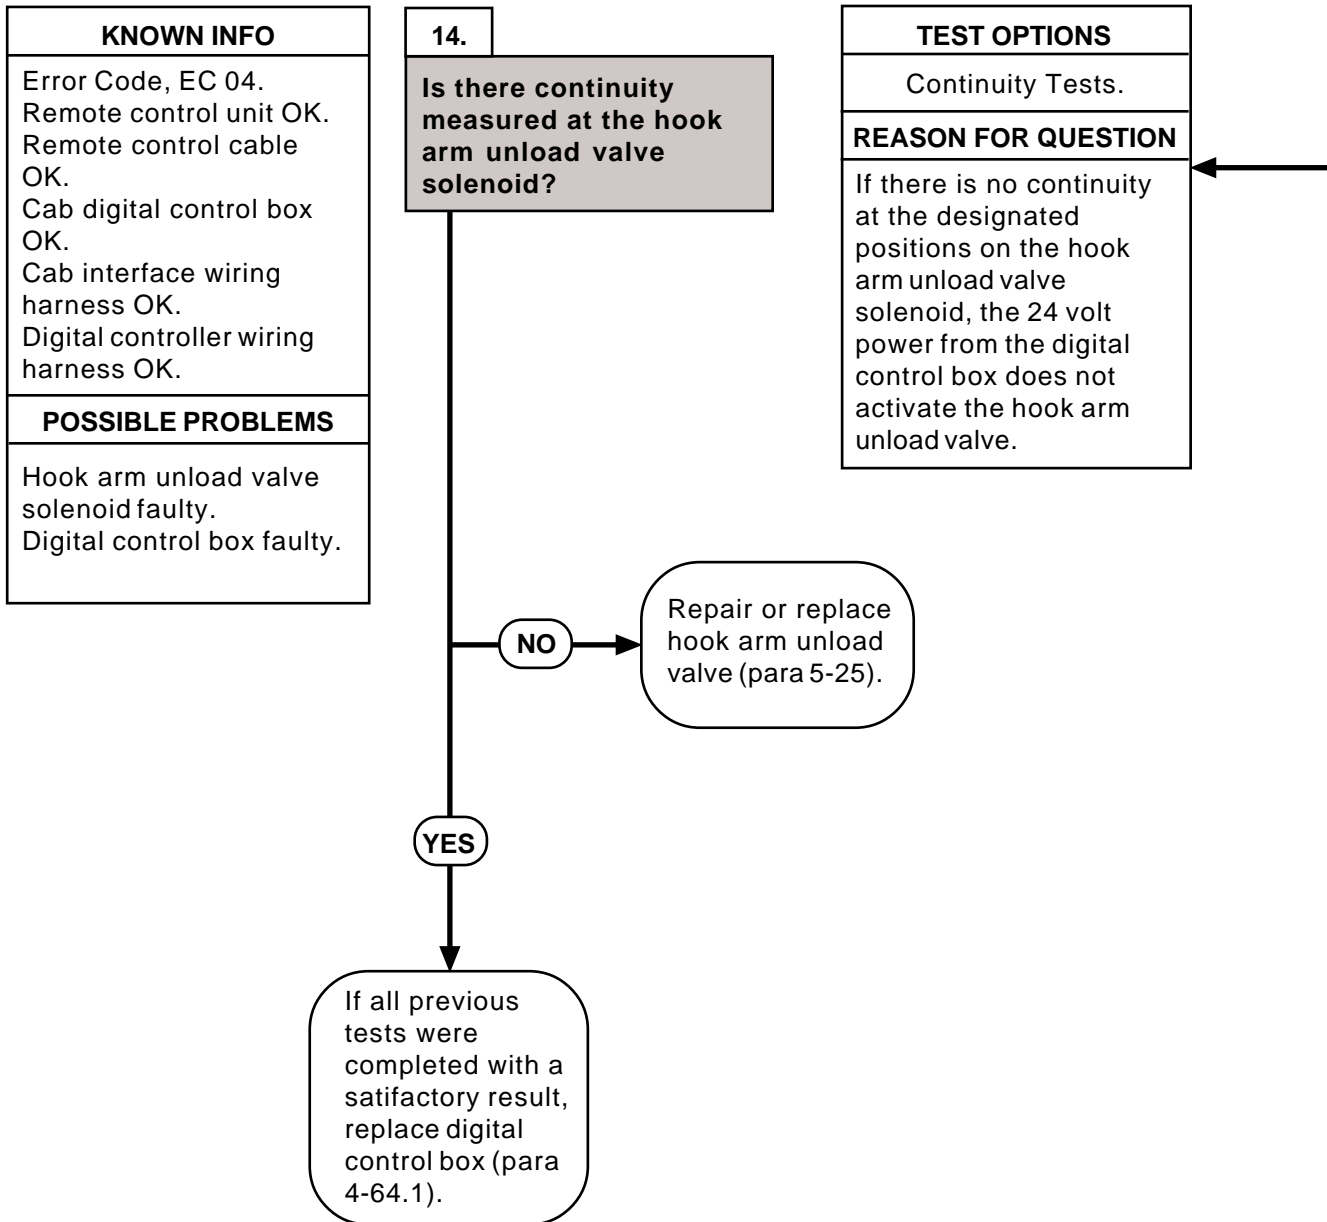 KNOWN INFO
Error Code, EC 04.
Remote control unit OK.
Remote control cable
OK.
Cab digital control box
OK.
Cab interface wiring
harness OK.
Digital controller wiring
harness OK.
POSSIBLE PROBLEMS
Hook arm unload valve
solenoid faulty.
Digital control box faulty.
14.
Is there continuity
measured at the hook
arm unload valve
solenoid?
TEST OPTIONS
Continuity Tests.
REASON FOR QUESTION
If there is no continuity
at the designated
positions on the hook
arm unload valve
solenoid, the 24 volt
power from the digital
control box does not
activate the hook arm
unload valve.
NO
Repair or replace
hook arm unload
valve (para 5-25).
YES
If all previous
tests were
completed with a
satifactory result,
replace digital
control box (para
4-64.1).